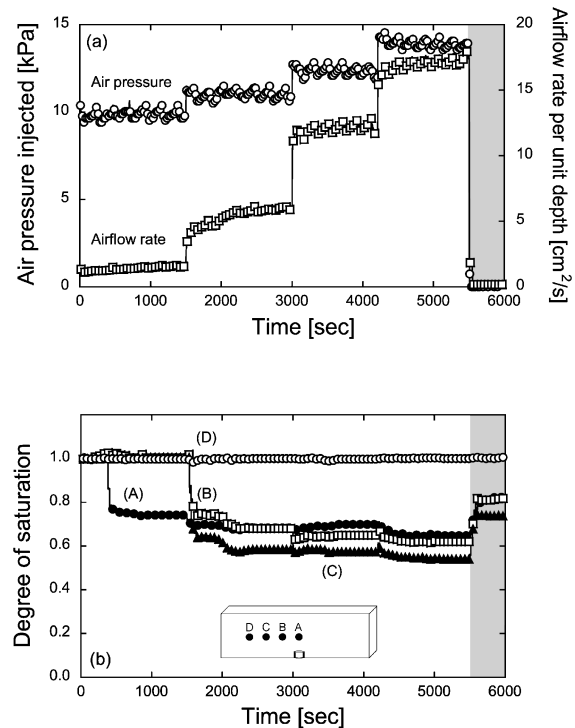 (a)
Air pressure
Airflow rate
Air pressure injected [kPa]
15
10
5
0
Airflow rate per unit depth [cm²/s]
20
15
10
5
0
0 1000 2000 3000 4000 5000 6000
Time [sec]
(D)
(A)
(B)
(C)
D C B A
(b)
Degree of saturation
1.0
0.8
0.6
0.4
0.2
0.0
0 1000 2000 3000 4000 5000 6000
Time [sec]